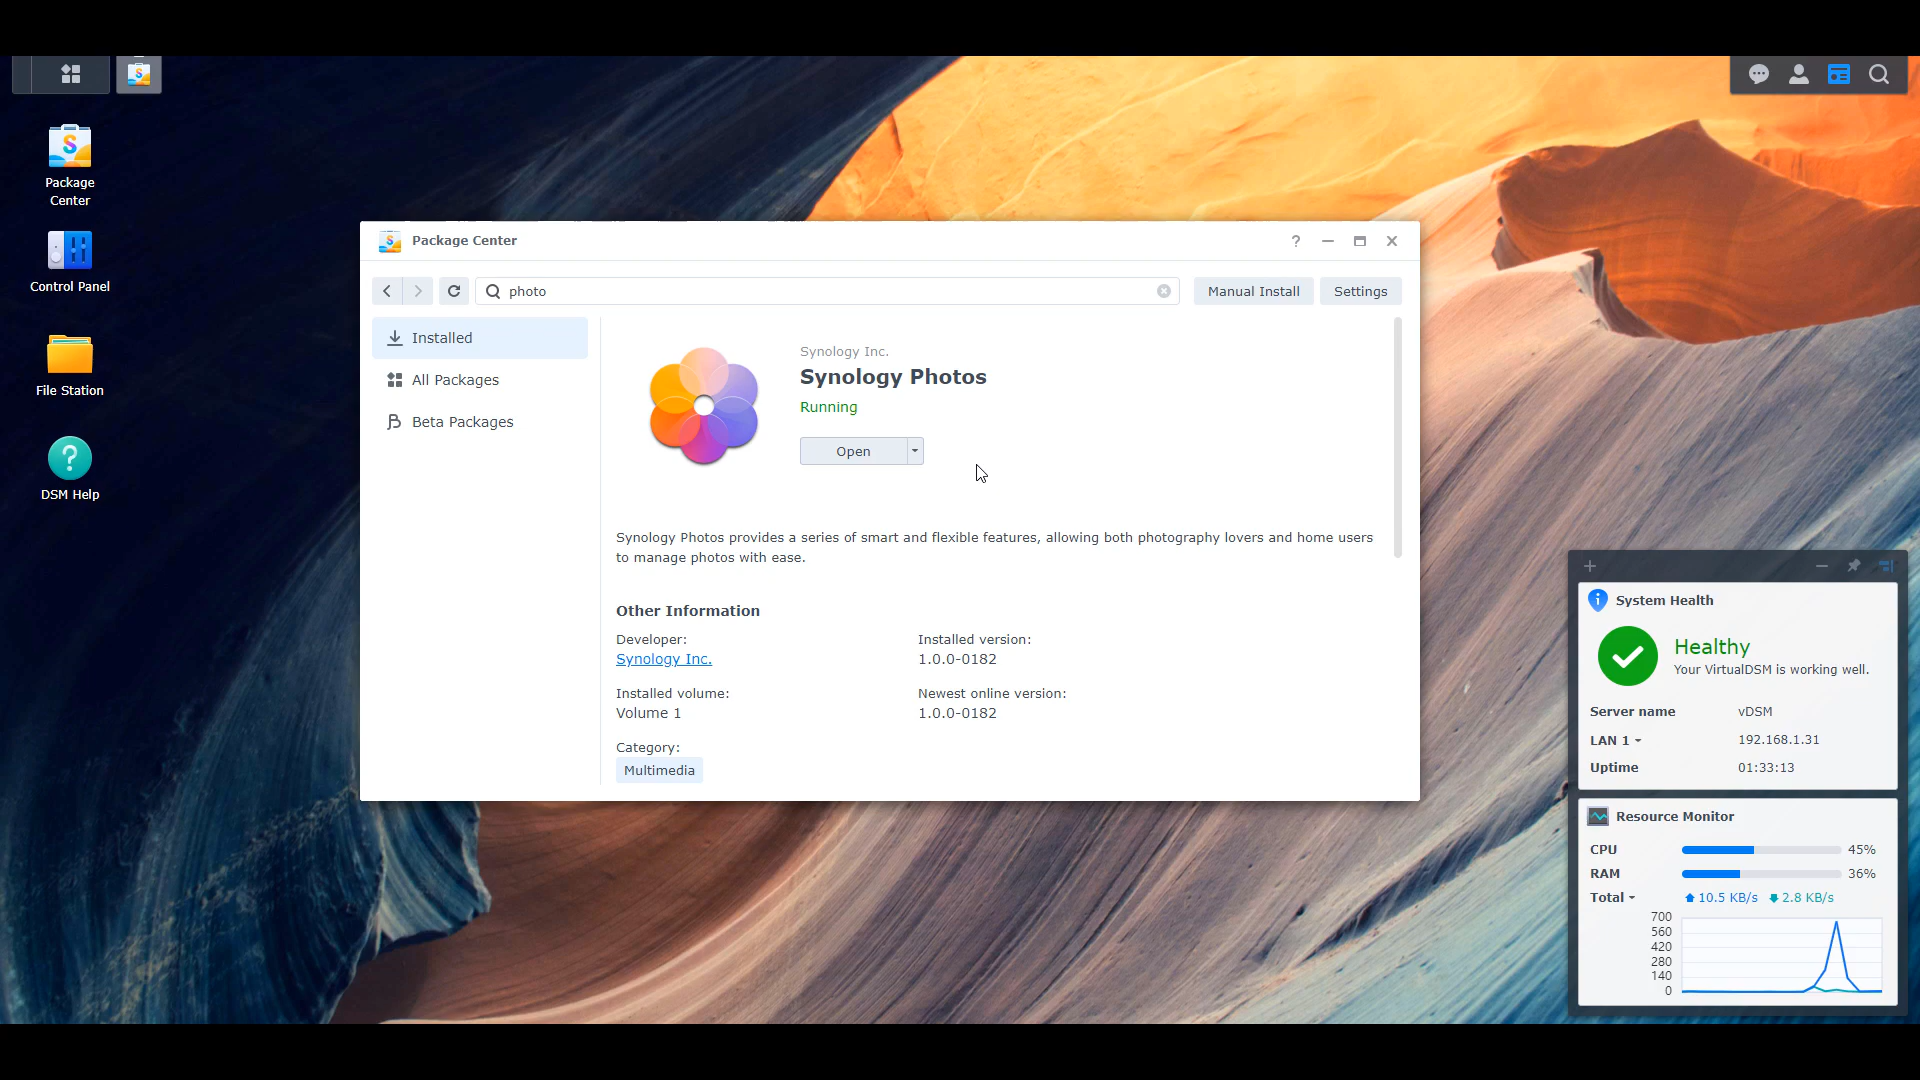 Package
Center
Control Panel
File Station
DSM Help
Package Center
photo
Manual Install
Settings
Installed
All Packages
Beta Packages
Synology Inc.
Synology Photos
Running
Open
Synology Photos provides a series of smart and flexible features, allowing both photography lovers and home users
to manage photos with ease.
Other Information
Developer:
Synology Inc.
Installed version:
1.0.0-0182
Installed volume:
Volume 1
Newest online version:
1.0.0-0182
Category:
Multimedia
System Health
Healthy
Your VirtualDSM is working well.
Server name vDSM
LAN 1 192.168.1.31
Uptime 01:33:13
Resource Monitor
CPU 45%
RAM 36%
Total 10.5 KB/s 2.8 KB/s
700
560
420
280
140
0